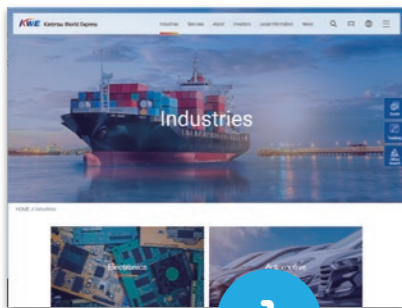 KWE Kintetsu World Express
Industries Services About Investors Local Information News
Industries
HOME / Industries
Electronics
Automotive